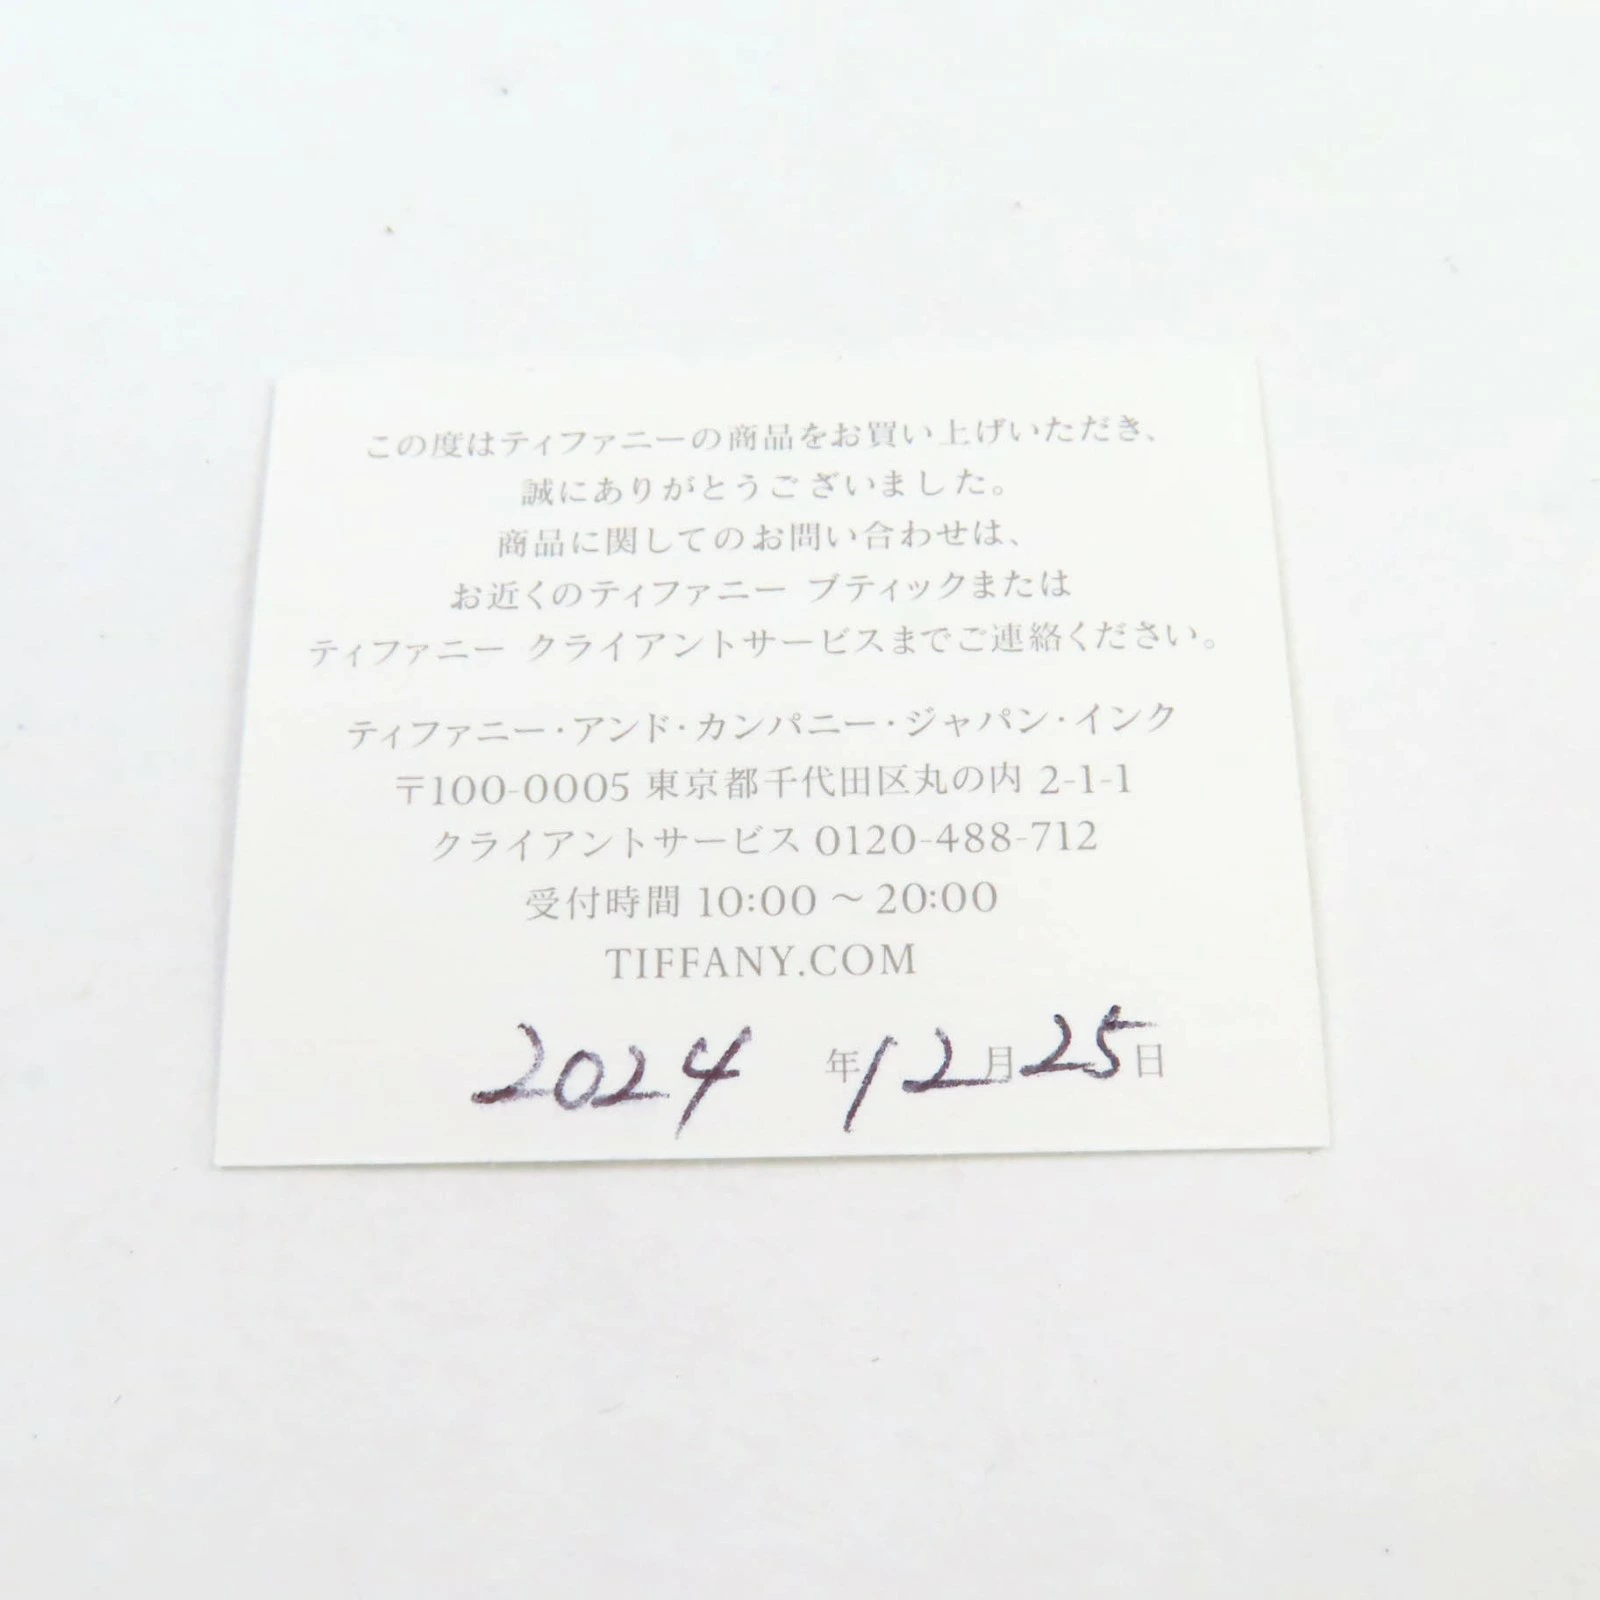 この度はティファニーの商品をお買い上げいただき、
誠にありがとうございました。
商品に関してのお問い合わせは、
お近くのティファニー ブティックまたは
ティファニー クライアントサービスまでご連絡ください。
ティファニー・アンド・カンパニー・ジャパン・インク
〒100-0005 東京都千代田区丸の内 2-1-1
クライアントサービス 0120-488-712
受付時間 10:00 ～ 20:00
TIFFANY.COM
2024 年 12 月 25 日